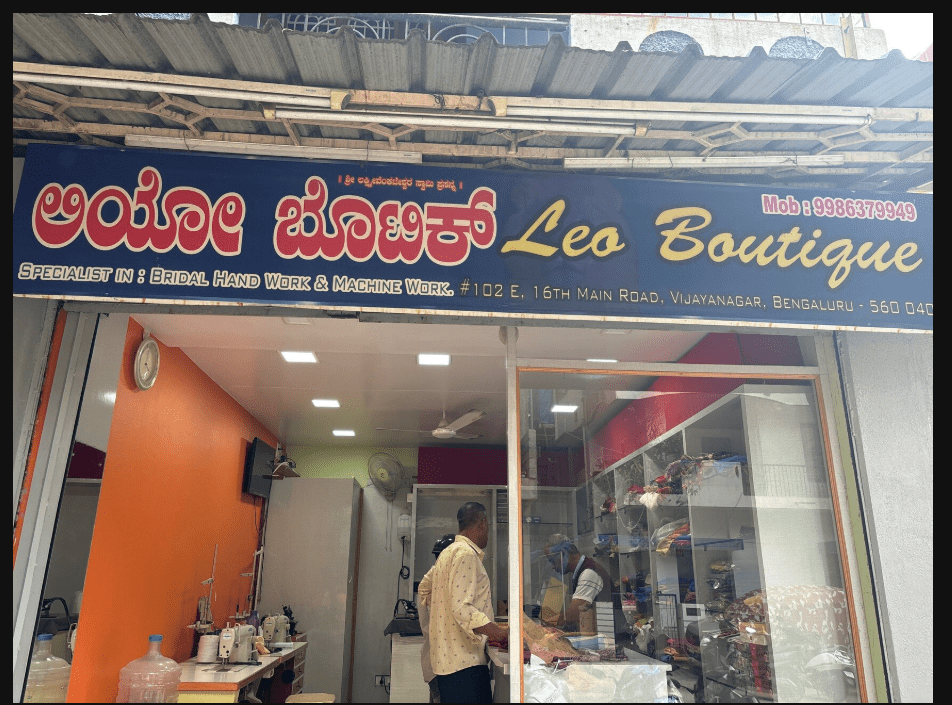 ॥ ಶ್ರೀ ಲಕ್ಷ್ಮೀವೆಂಕಟೇಶ್ವರ ಸ್ವಾಮಿ ಪ್ರಸನ್ನ ॥
Mob : 9986379949
ಲಿಯೋ ಬೊಟಿಕ್ Leo Boutique
SPECIALIST IN : BRIDAL HAND WORK & MACHINE WORK. #102 E, 16TH MAIN ROAD, VIJAYANAGAR, BENGALURU - 560 040